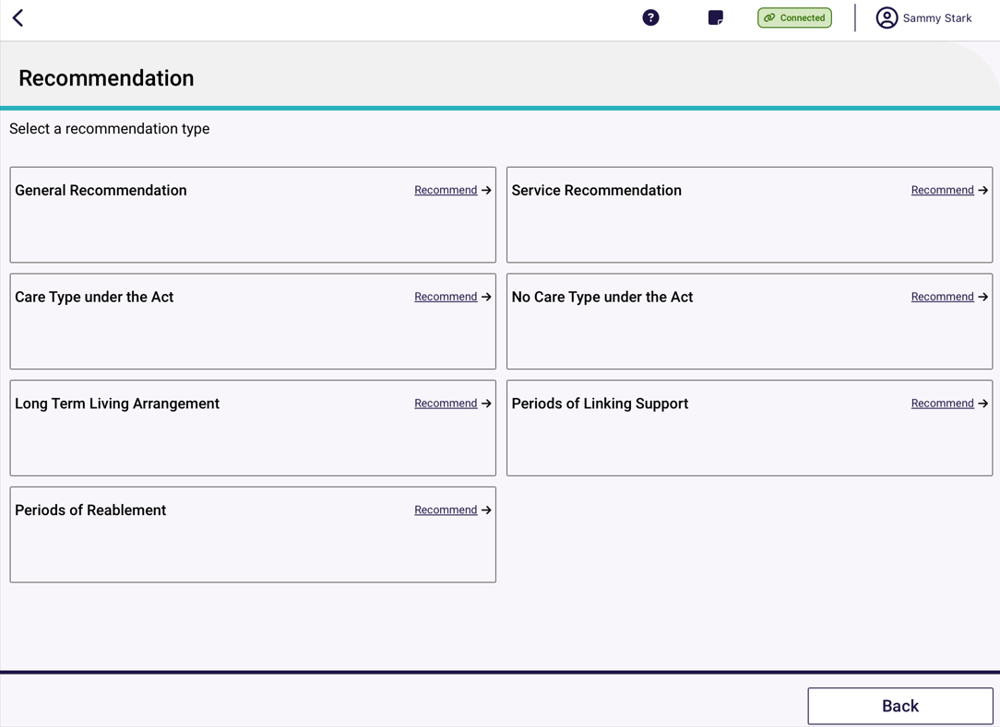 Connected
Sammy Stark
Recommendation
Select a recommendation type
General Recommendation
Recommend
Service Recommendation
Recommend
Care Type under the Act
Recommend
No Care Type under the Act
Recommend
Long Term Living Arrangement
Recommend
Periods of Linking Support
Recommend
Periods of Reablement
Recommend
Back